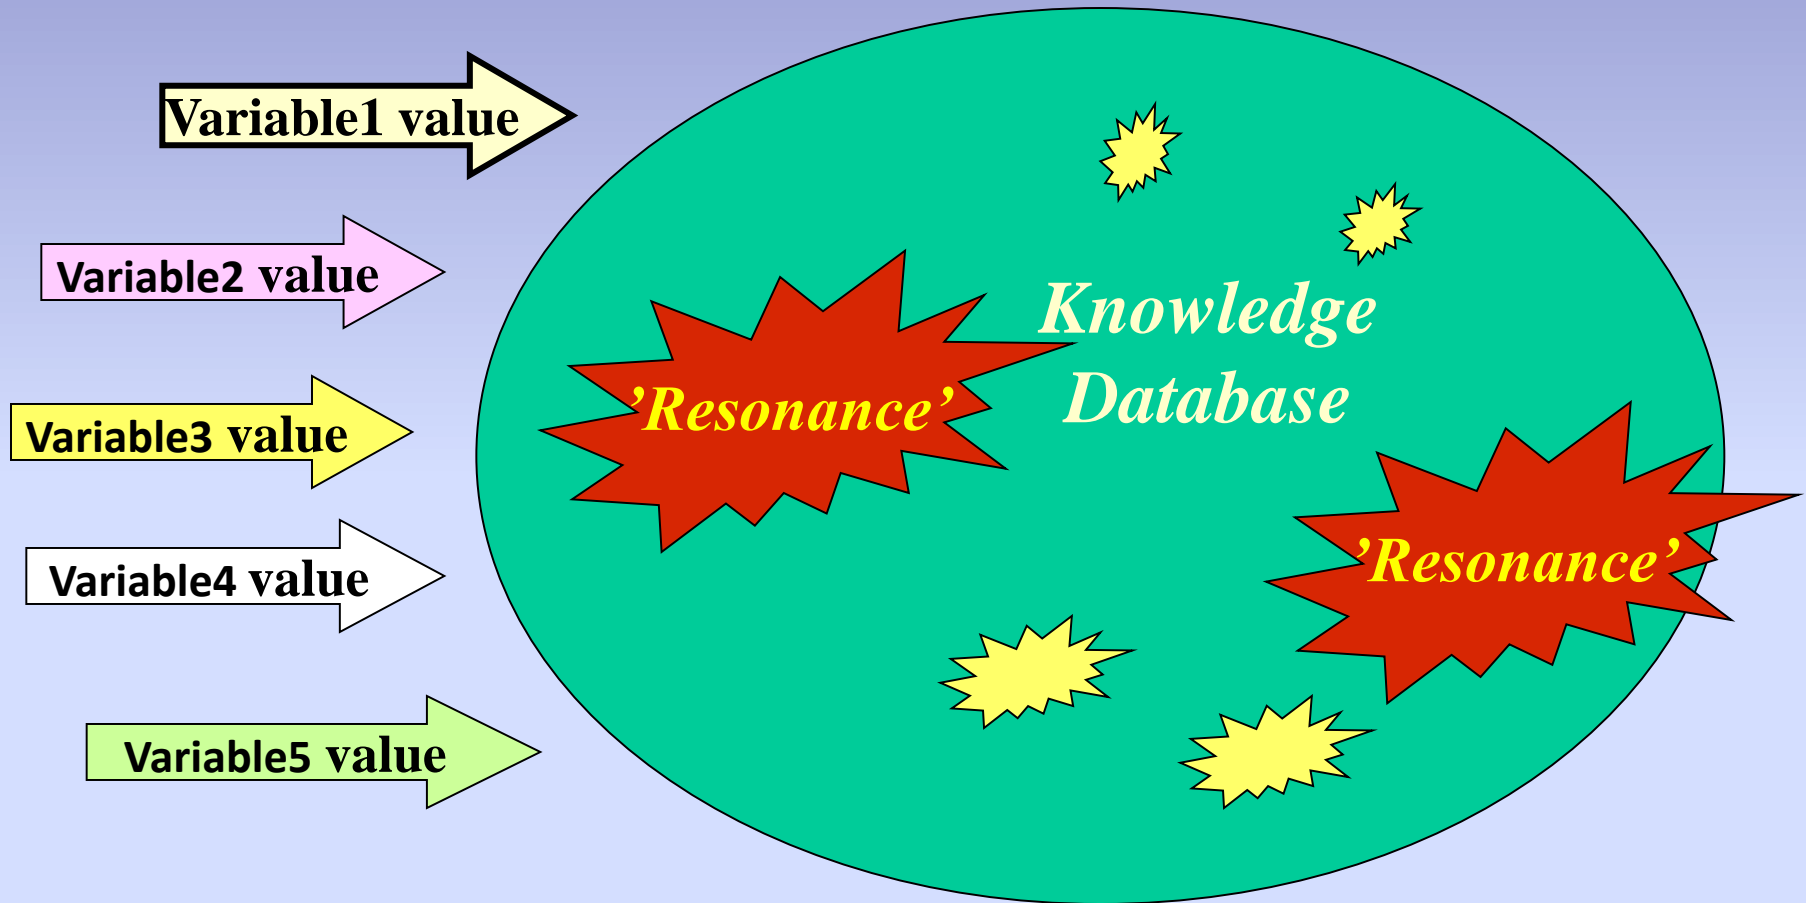 Variable1 value
Variable2 value
Variable3 value
Variable4 value
Variable5 value
Knowledge
Database
’Resonance’
’Resonance’